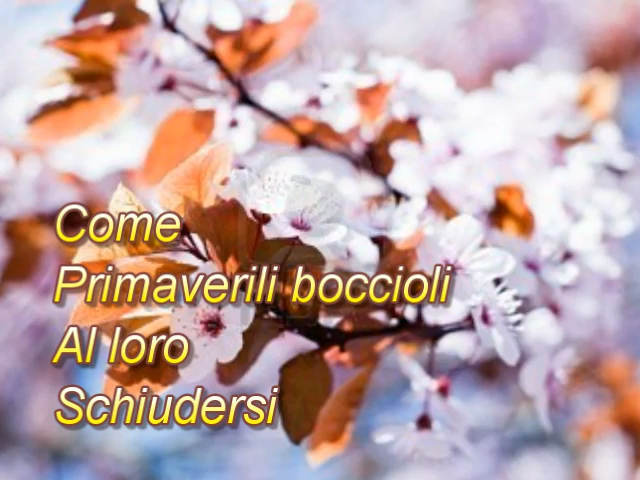 Come
Primaverili boccioli
Al loro
Schiudersi